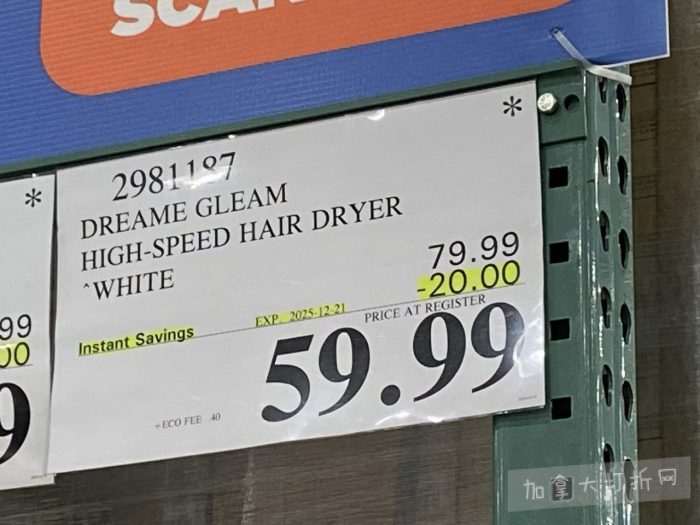 SCAN
*
*
2981187
DREAME GLEAM
HIGH-SPEED HAIR DRYER
^WHITE
79.99
-20.00
EXP. 2025-12-21
PRICE AT REGISTER
Instant Savings
59.99
+ECO FEE .40
99
00
9
加拿大打折网